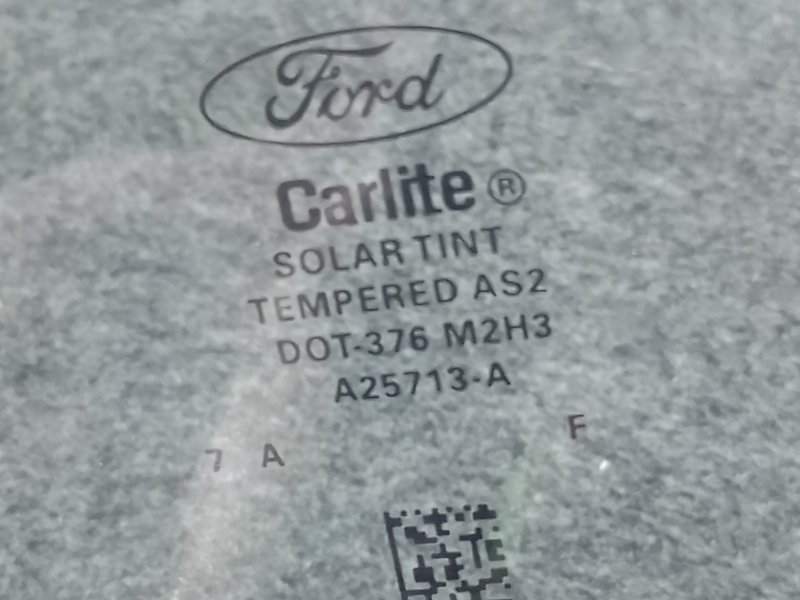 Ford
Carlite®
SOLAR TINT
TEMPERED AS2
DOT-376 M2H3
A25713-A
7 A F